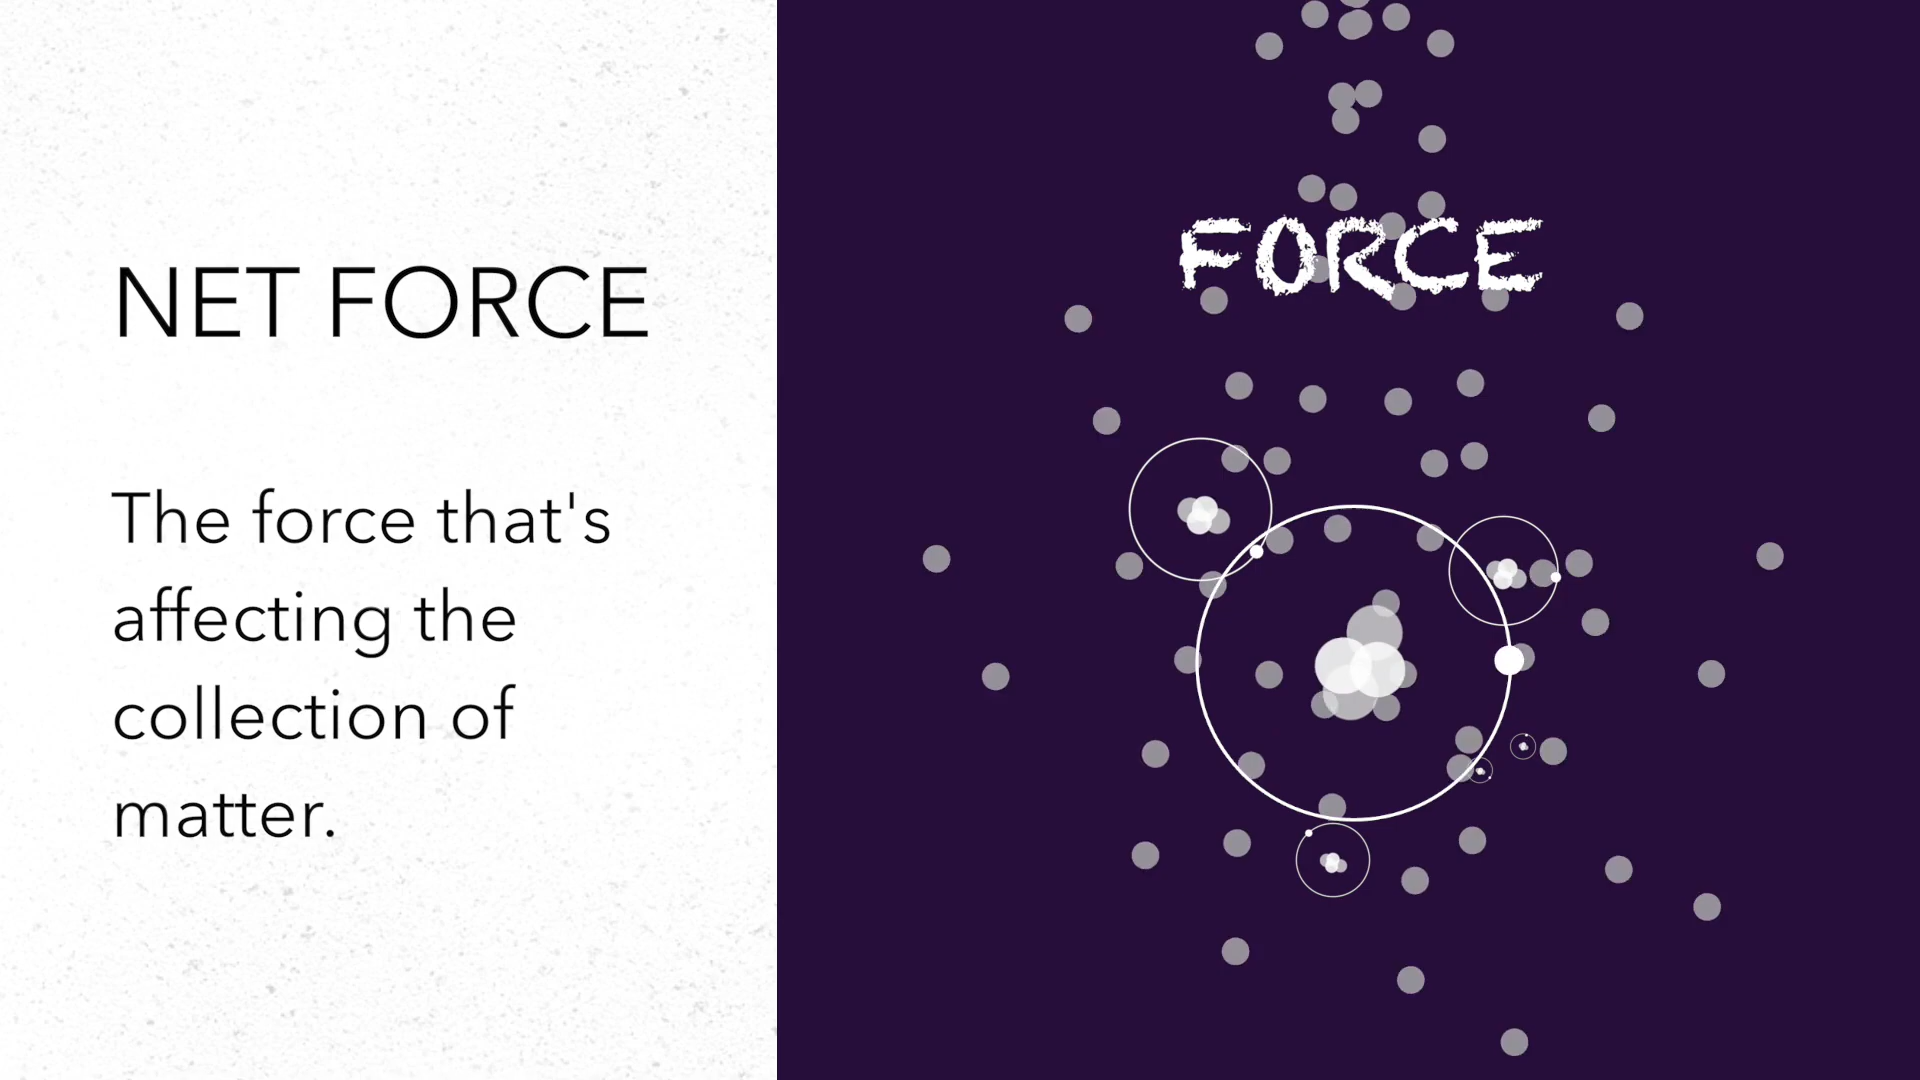 NET FORCE
The force that's
affecting the
collection of
matter.
FORCE